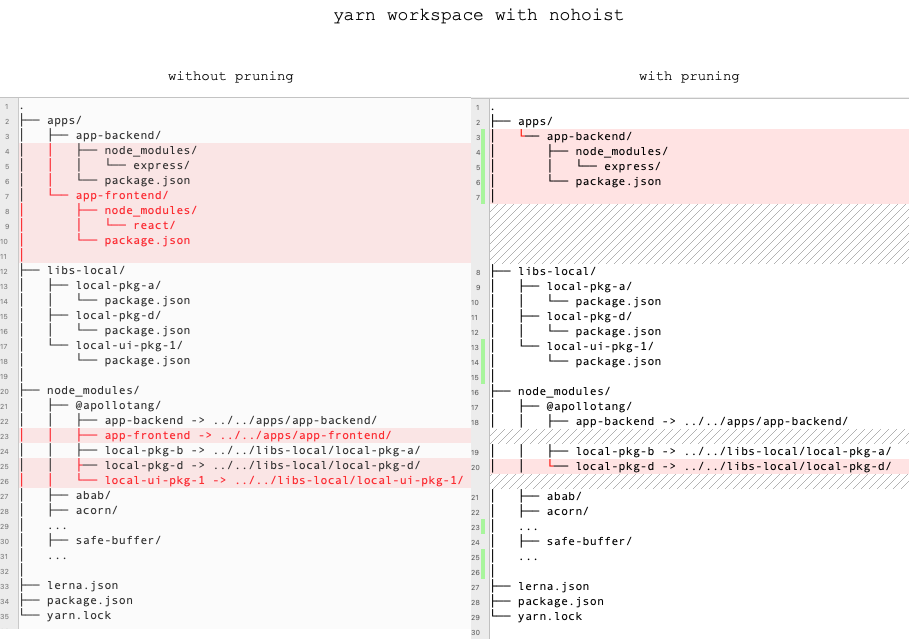 yarn workspace with nohoist
without pruning
1 .
2 ├── apps/
3 │   ├── app-backend/
4 │   │   ├── node_modules/
5 │   │   │   └── express/
6 │   │   └── package.json
7 │   └── app-frontend/
8 │       ├── node_modules/
9 │       │   └── react/
10 │       └── package.json
11 │
12 ├── libs-local/
13 │   ├── local-pkg-a/
14 │   │   └── package.json
15 │   ├── local-pkg-d/
16 │   │   └── package.json
17 │   └── local-ui-pkg-1/
18 │       └── package.json
19 │
20 ├── node_modules/
21 │   ├── @apollotang/
22 │   │   ├── app-backend -> ../../apps/app-backend/
23 │   │   ├── app-frontend -> ../../apps/app-frontend/
24 │   │   ├── local-pkg-b -> ../../libs-local/local-pkg-a/
25 │   │   ├── local-pkg-d -> ../../libs-local/local-pkg-d/
26 │   │   └── local-ui-pkg-1 -> ../../libs-local/local-ui-pkg-1/
27 │   ├── abab/
28 │   ├── acorn/
29 │   ...
30 │   ├── safe-buffer/
31 │   ...
32 │
33 ├── lerna.json
34 ├── package.json
35 └── yarn.lock
with pruning
1 .
2 ├── apps/
3 │   └── app-backend/
4 │       ├── node_modules/
5 │       │   └── express/
6 │       └── package.json
7 │
8 ├── libs-local/
9 │   ├── local-pkg-a/
10 │   │   └── package.json
11 │   ├── local-pkg-d/
12 │   │   └── package.json
13 │   └── local-ui-pkg-1/
14 │       └── package.json
15 │
16 ├── node_modules/
17 │   ├── @apollotang/
18 │   │   ├── app-backend -> ../../apps/app-backend/
19 │   │   ├── local-pkg-b -> ../../libs-local/local-pkg-a/
20 │   │   └── local-pkg-d -> ../../libs-local/local-pkg-d/
21 │   ├── abab/
22 │   ├── acorn/
23 │   ...
24 │   ├── safe-buffer/
25 │   ...
26 │
27 ├── lerna.json
28 ├── package.json
29 └── yarn.lock
30